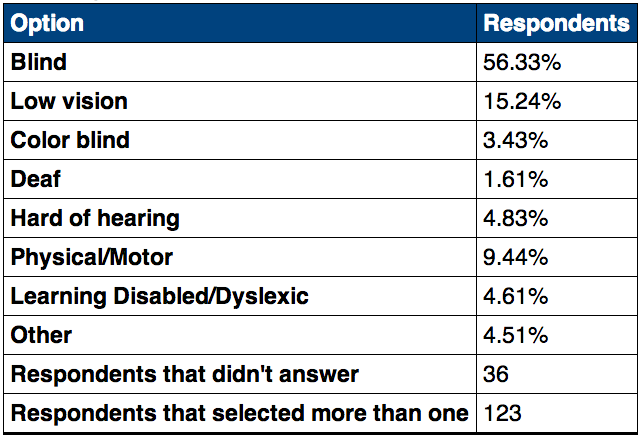 Option Respondents
Blind 56.33%
Low vision 15.24%
Color blind 3.43%
Deaf 1.61%
Hard of hearing 4.83%
Physical/Motor 9.44%
Learning Disabled/Dyslexic 4.61%
Other 4.51%
Respondents that didn't answer 36
Respondents that selected more than one 123